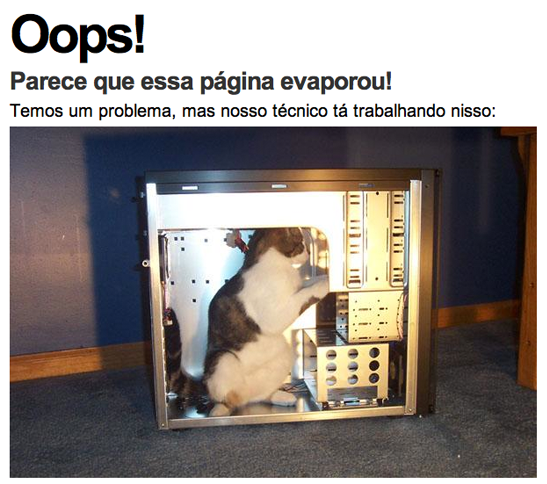 Oops!
Parece que essa página evaporou!
Temos um problema, mas nosso técnico tá trabalhando nisso: